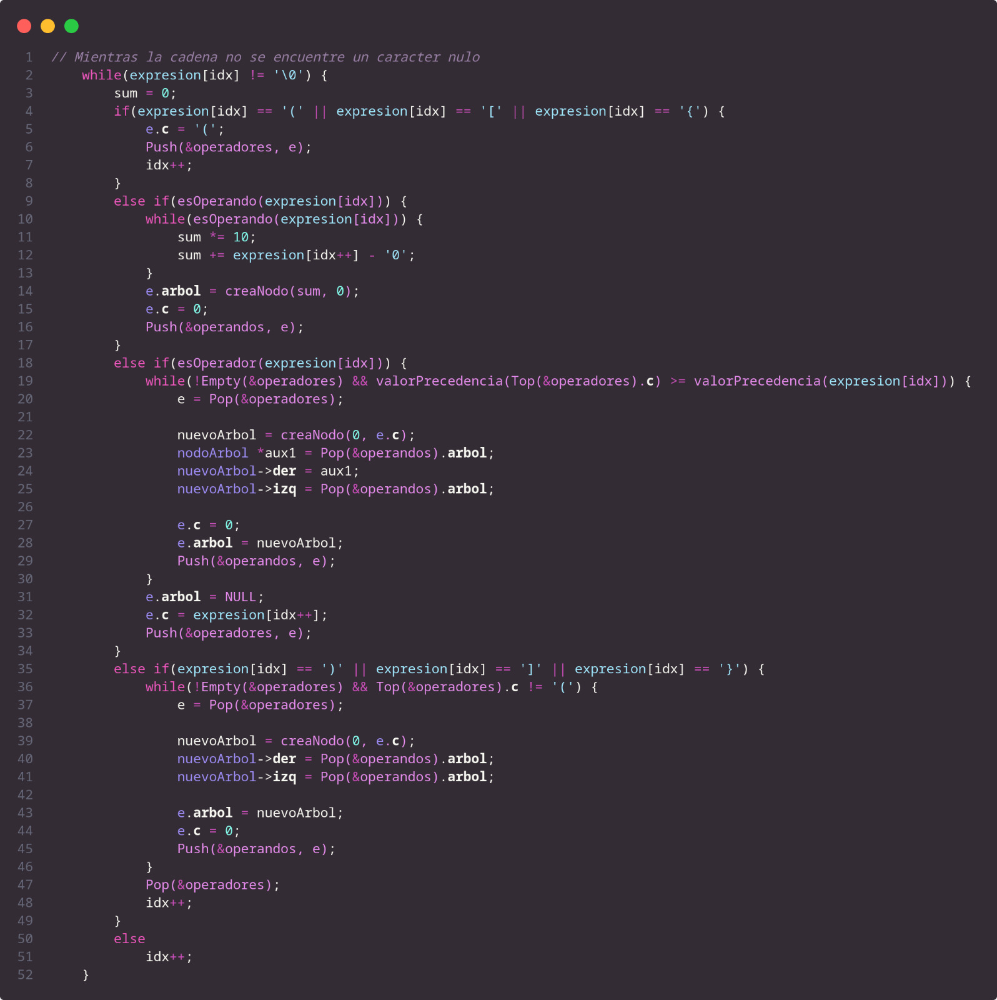 1 // Mientras la cadena no se encuentre un caracter nulo
2     while(expresion[idx] != '\0') {
3         sum = 0;
4         if(expresion[idx] == '(' || expresion[idx] == '[' || expresion[idx] == '{') {
5             e.c = '(';
6             Push(&operadores, e);
7             idx++;
8         }
9         else if(esOperando(expresion[idx])) {
10             while(esOperando(expresion[idx])) {
11                 sum *= 10;
12                 sum += expresion[idx++] - '0';
13             }
14             e.arbol = creaNodo(sum, 0);
15             e.c = 0;
16             Push(&operandos, e);
17         }
18         else if(esOperador(expresion[idx])) {
19             while(!Empty(&operadores) && valorPrecedencia(Top(&operadores).c) >= valorPrecedencia(expresion[idx])) {
20                 e = Pop(&operadores);
21
22                 nuevoArbol = creaNodo(0, e.c);
23                 nodoArbol *aux1 = Pop(&operandos).arbol;
24                 nuevoArbol->der = aux1;
25                 nuevoArbol->izq = Pop(&operandos).arbol;
26
27                 e.c = 0;
28                 e.arbol = nuevoArbol;
29                 Push(&operandos, e);
30             }
31             e.arbol = NULL;
32             e.c = expresion[idx++];
33             Push(&operadores, e);
34         }
35         else if(expresion[idx] == ')' || expresion[idx] == ']' || expresion[idx] == '}') {
36             while(!Empty(&operadores) && Top(&operadores).c != '(') {
37                 e = Pop(&operadores);
38
39                 nuevoArbol = creaNodo(0, e.c);
40                 nuevoArbol->der = Pop(&operandos).arbol;
41                 nuevoArbol->izq = Pop(&operandos).arbol;
42
43                 e.arbol = nuevoArbol;
44                 e.c = 0;
45                 Push(&operandos, e);
46             }
47             Pop(&operadores);
48             idx++;
49         }
50         else
51             idx++;
52     }